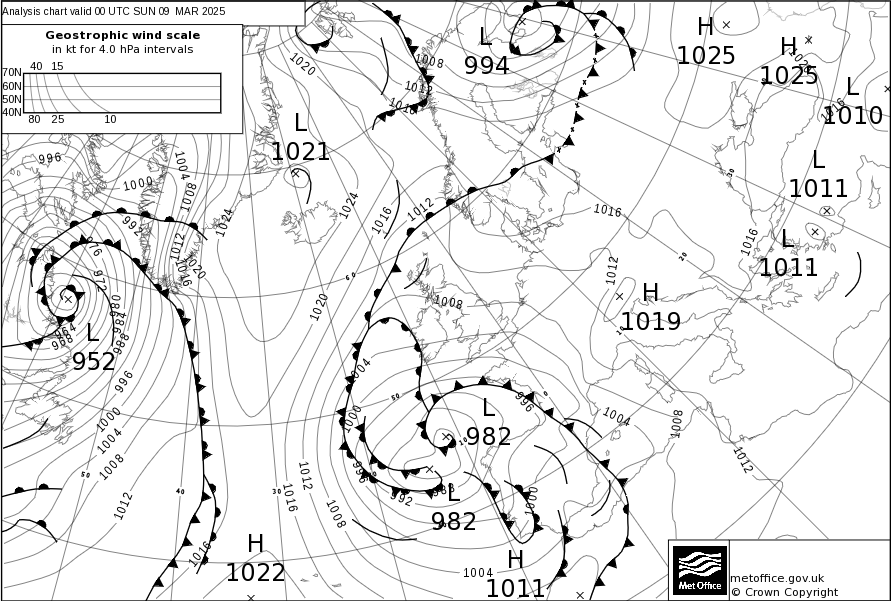 Analysis chart valid 00 UTC SUN 09 MAR 2025
Geostrophic wind scale
in kt for 4.0 hPa intervals
40 15
70N
60N
50N
40N
80 25 10
L
994
H
1025
H
1025
L
1010
L
1021
L
1011
L
1011
H
1019
L
952
L
982
L
982
H
1022
H
1011
1020
1008
1012
1016
996
1000
1004
1008
992
1012
1016
1020
1024
1024
1016
1012
1016
1016
1012
976
972
980
984
988
964
968
996
1000
1004
1008
1012
1016
1020
1008
1004
1000
996
992
988
996
1004
1008
1012
1000
1016
1012
1008
1004
60
50
50
40
30
20
10
Met Office
metoffice.gov.uk
© Crown Copyright